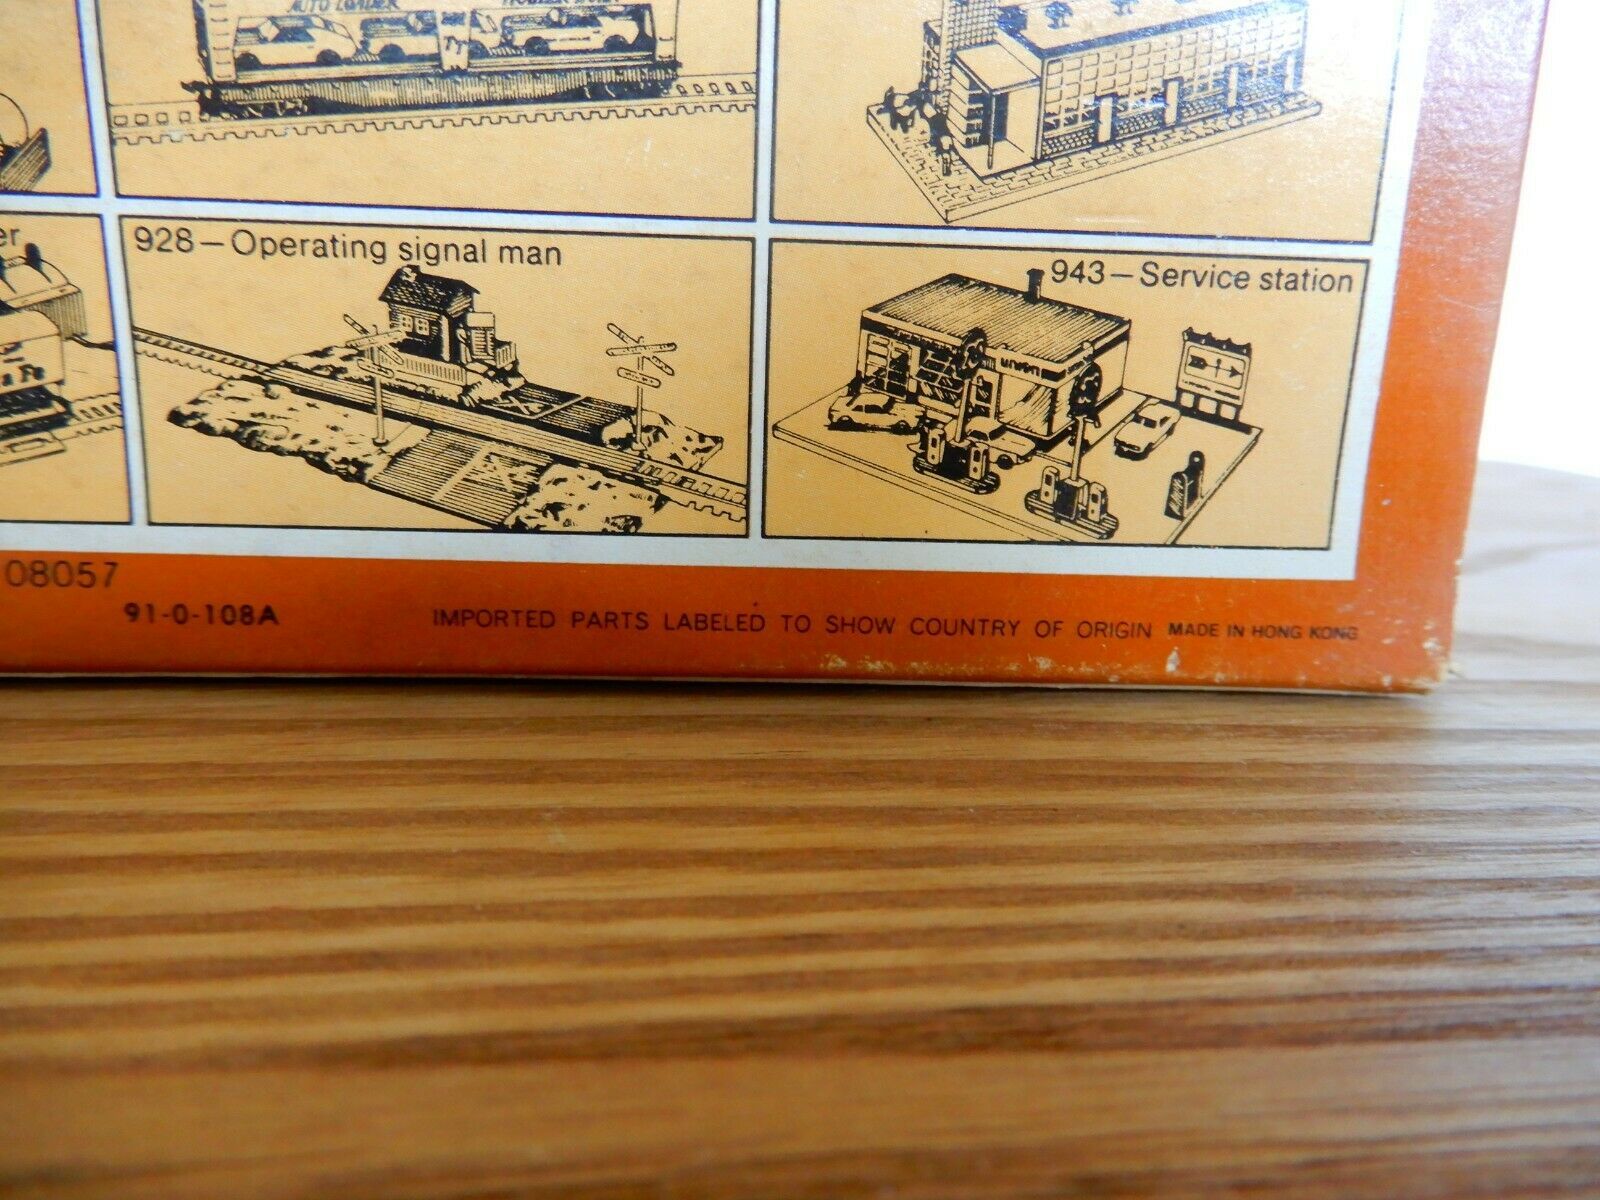 AUTO LOADER
er
928—Operating signal man
943—Service station
08057
91-0-108A
IMPORTED PARTS LABELED TO SHOW COUNTRY OF ORIGIN MADE IN HONG KONG